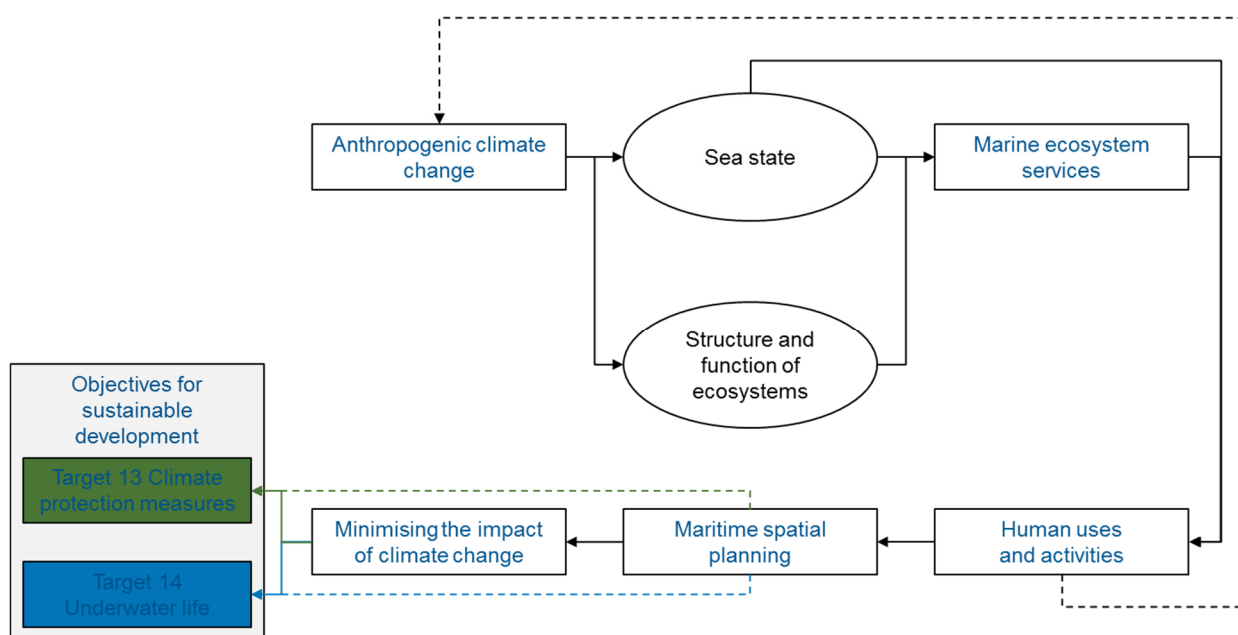 Anthropogenic climate
change
Sea state
Marine ecosystem
services
Structure and
function of
ecosystems
Objectives for
sustainable
development
Target 13 Climate
protection measures
Target 14
Underwater life
Minimising the impact
of climate change
Maritime spatial
planning
Human uses
and activities